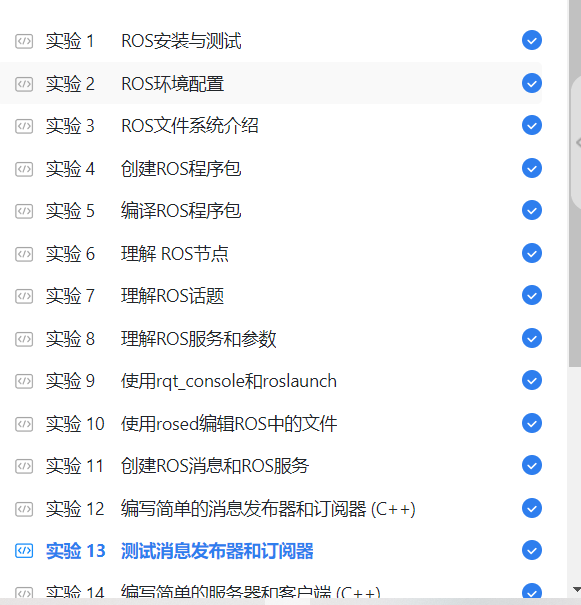 实验 1 ROS安装与测试
实验 2 ROS环境配置
实验 3 ROS文件系统介绍
实验 4 创建ROS程序包
实验 5 编译ROS程序包
实验 6 理解 ROS节点
实验 7 理解ROS话题
实验 8 理解ROS服务和参数
实验 9 使用rqt_console和roslaunch
实验 10 使用rosed编辑ROS中的文件
实验 11 创建ROS消息和ROS服务
实验 12 编写简单的消息发布器和订阅器 (C++)
实验 13 测试消息发布器和订阅器
实验 14 编写简单的服务器和客户端 (C++)